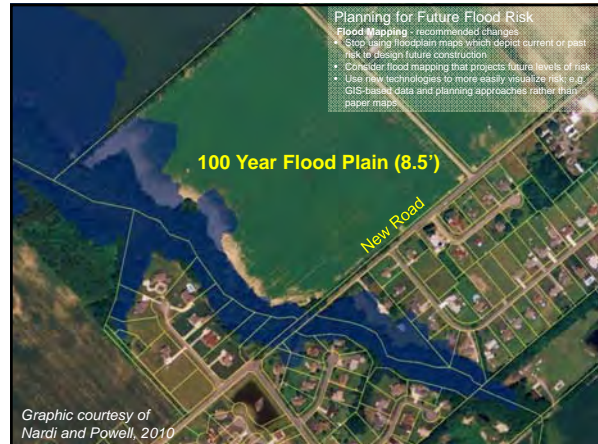 Planning for Future Flood Risk
Flood Mapping - recommended changes
• Stop using floodplain maps which depict current or past
risk to design future construction
• Consider flood mapping that projects future levels of risk
• Use new technologies to more easily visualize risk; e.g.
GIS-based data and planning approaches rather than
paper maps
100 Year Flood Plain (8.5')
New Road
Graphic courtesy of
Nardi and Powell, 2010